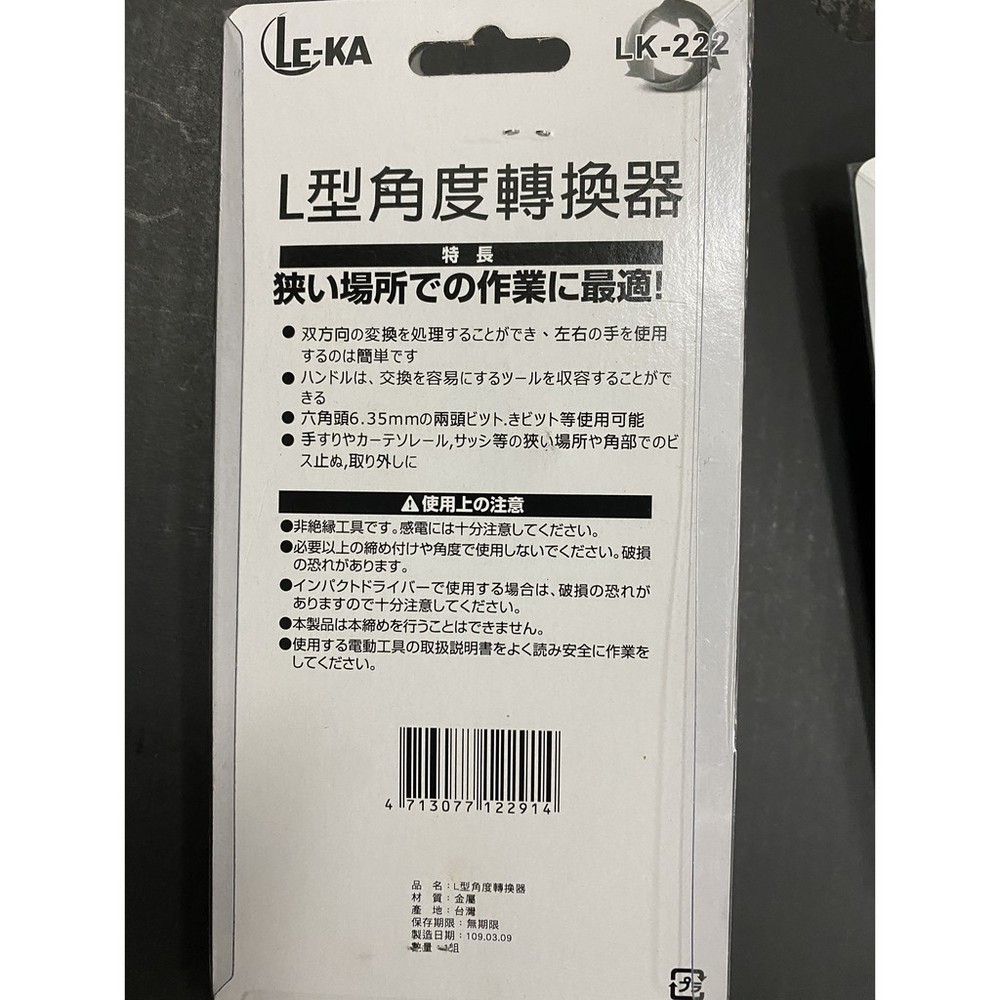 LE-KA
LK-222
L型角度轉換器
特 長
狭い場所での作業に最適!
● 双方向の変換を処理することができ、左右の手を使用
するのは簡単です
● ハンドルは、交換を容易にするツールを収容することがで
きる
● 六角頭6.35mmの兩頭ビット.きビット等使用可能
● 手すりやカーテソレール,サッシ等の狭い場所や角部でのビ
ス止ぬ,取り外しに
⚠使用上の注意
●非絶縁工具です。感電には十分注意してください。
●必要以上の締め付けや角度で使用しないでください。破損
の恐れがあります。
●インパクトドライバーで使用する場合は、破損の恐れが
ありますので十分注意してください。
●本製品は本締めを行うことはできません。
●使用する電動工具の取扱説明書をよく読み安全に作業を
してください。
4 713077 122914
品 名：L型角度轉換器
材 質：金屬
產 地：台灣
保存期限：無期限
製造日期：109.03.09
數量 組
プラ